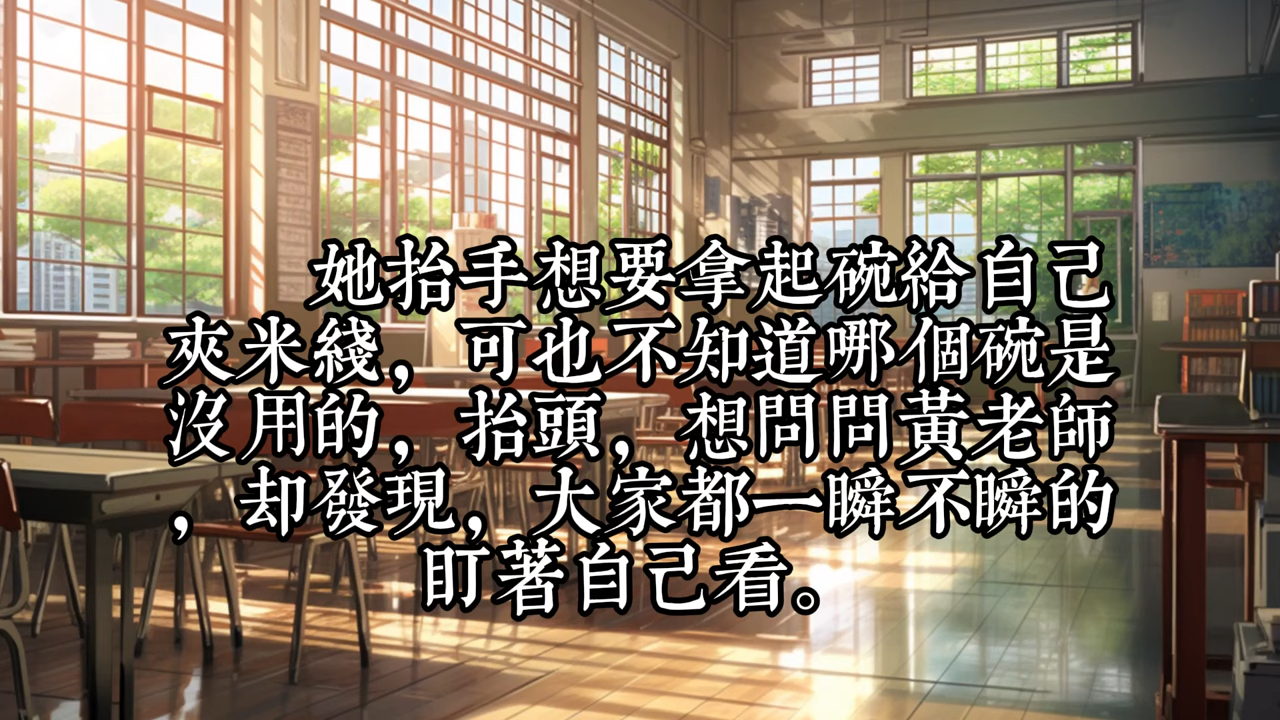 她抬手想要拿起碗給自己
夾米綫，可也不知道哪個碗是
沒用的，抬頭，想問問黃老師
，却發現，大家都一瞬不瞬的
盯著自己看。